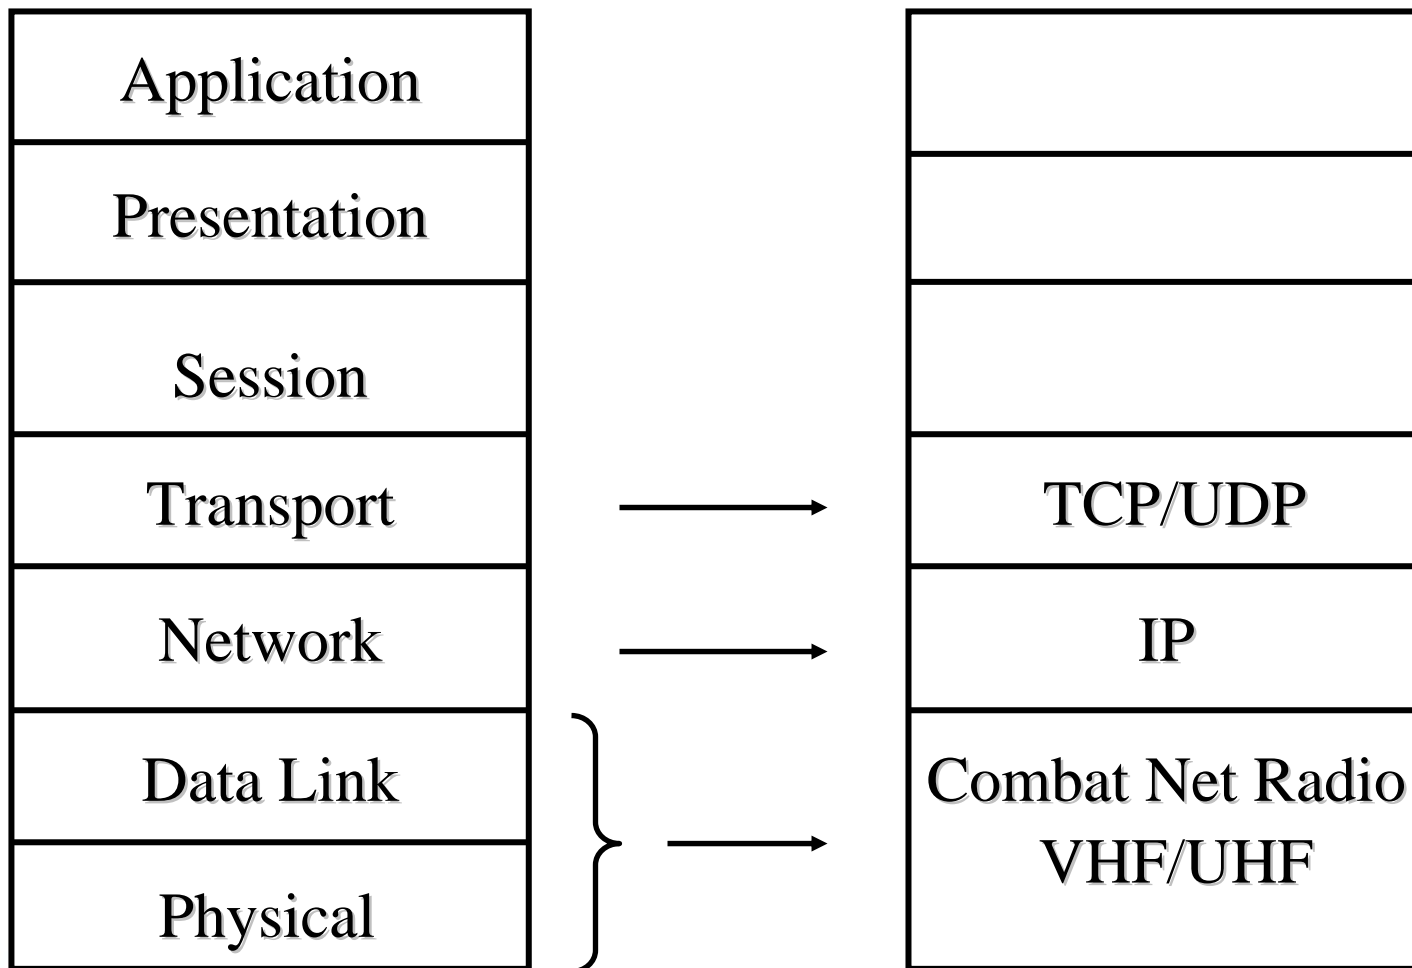 Application
Presentation
Session
Transport
Network
Data Link
Physical
TCP/UDP
IP
Combat Net Radio
VHF/UHF